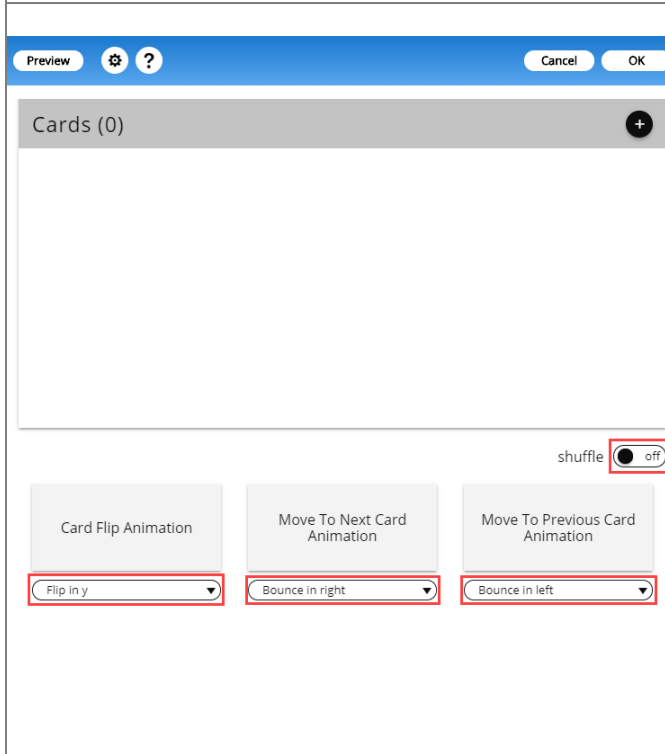 Preview ? Cancel OK
Cards (0) +
shuffle off
Card Flip Animation
Move To Next Card
Animation
Move To Previous Card
Animation
Flip in y
Bounce in right
Bounce in left